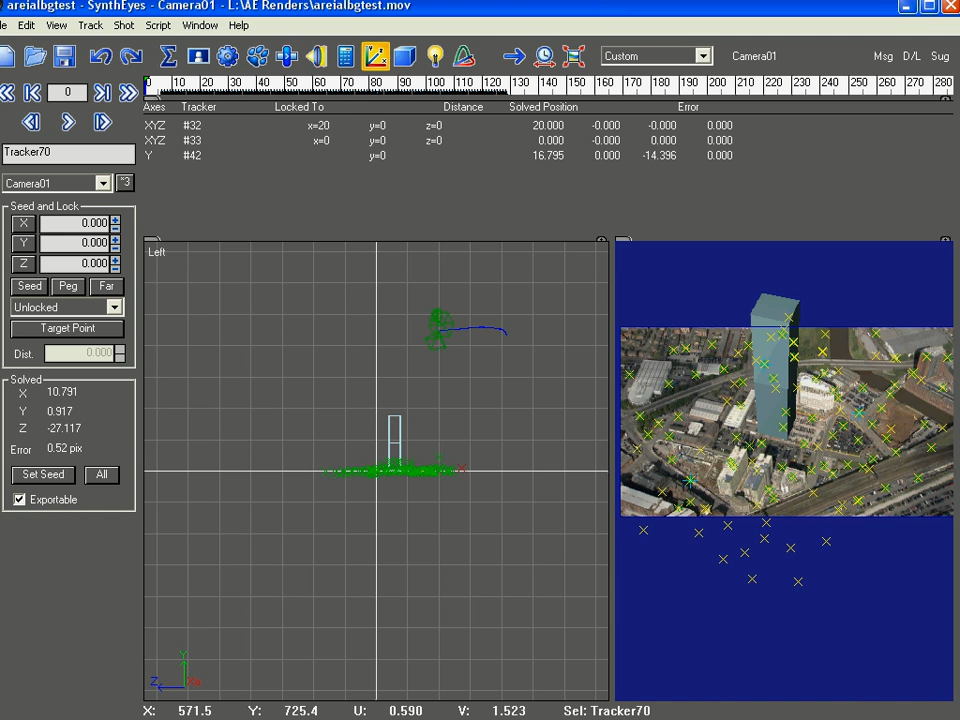 areialbgtest - SynthEyes - Camera01 - L:\AE Renders\areialbgtest.mov
Edit View Track Shot Script Window Help
Custom Camera01 Msg D/L Sug
0
0 10 20 30 40 50 60 70 80 90 100 110 120 130 140 150 160 170 180 190 200 210 220 230 240 250 260 270 280
Axes Tracker Locked To Distance Solved Position Error
XYZ #32 x=20 y=0 z=0 20.000 -0.000 -0.000 0.000
XYZ #33 x=0 y=0 z=0 0.000 -0.000 -0.000 0.000
Y #42 y=0 16.795 0.000 -14.396 0.000
Tracker70
Camera01 *3
Seed and Lock
X 0.000
Y 0.000
Z 0.000
Seed Peg Far
Unlocked
Target Point
Dist. 0.000
Solved
X 10.791
Y 0.917
Z -27.117
Error 0.52 pix
Set Seed All
Exportable
Left
X
Y
Z
X: 571.5 Y: 725.4 U: 0.590 V: 1.523 Sel: Tracker70